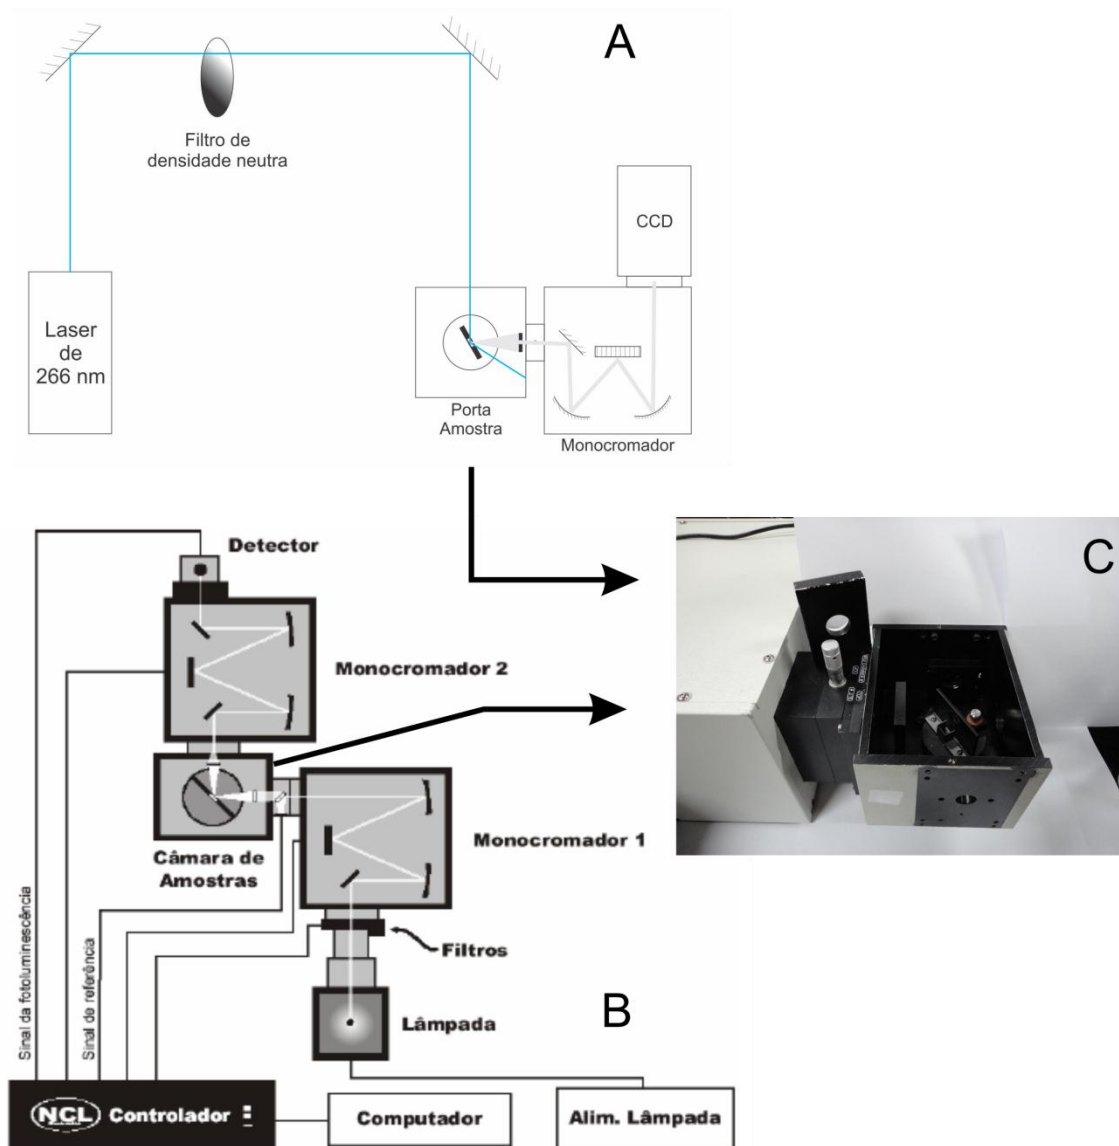 A
Filtro de
densidade neutra
CCD
Laser
de
266 nm
Porta
Amostra
Monocromador
Detector
C
Monocromador 2
Monocromador 1
Câmara de
Amostras
Sinal da fotoluminescência
Sinal de referência
Filtros
Lâmpada
B
NCL Controlador
Computador
Alim. Lâmpada